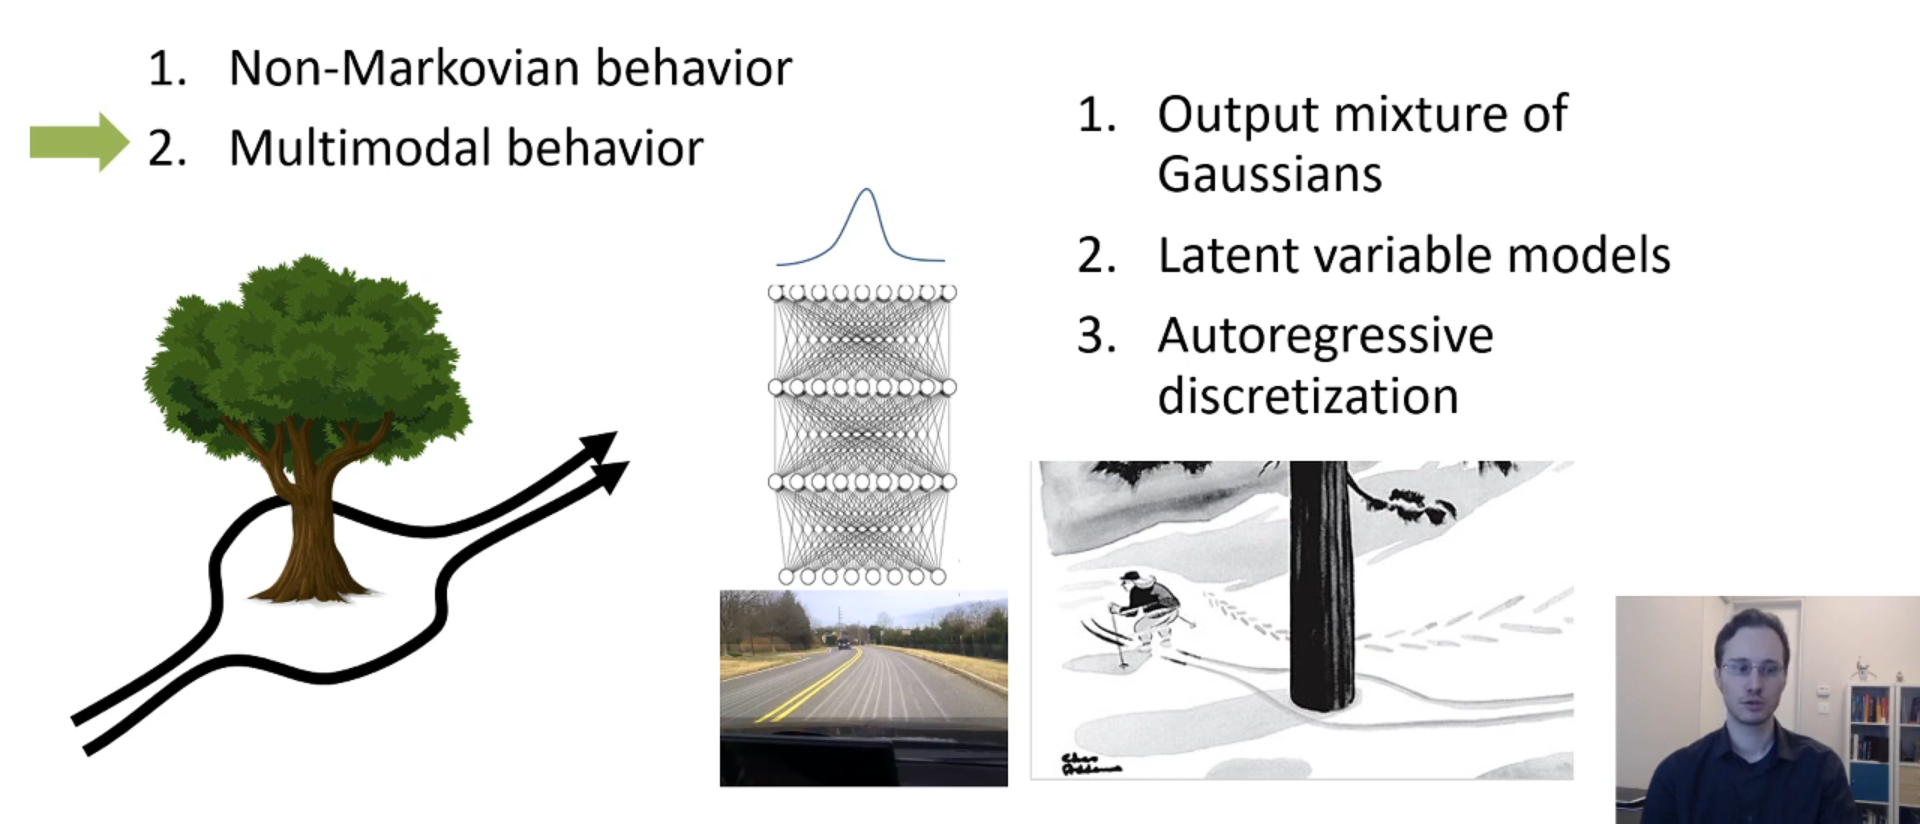 1. Non-Markovian behavior
2. Multimodal behavior
1. Output mixture of
Gaussians
2. Latent variable models
3. Autoregressive
discretization
Chas
Addams